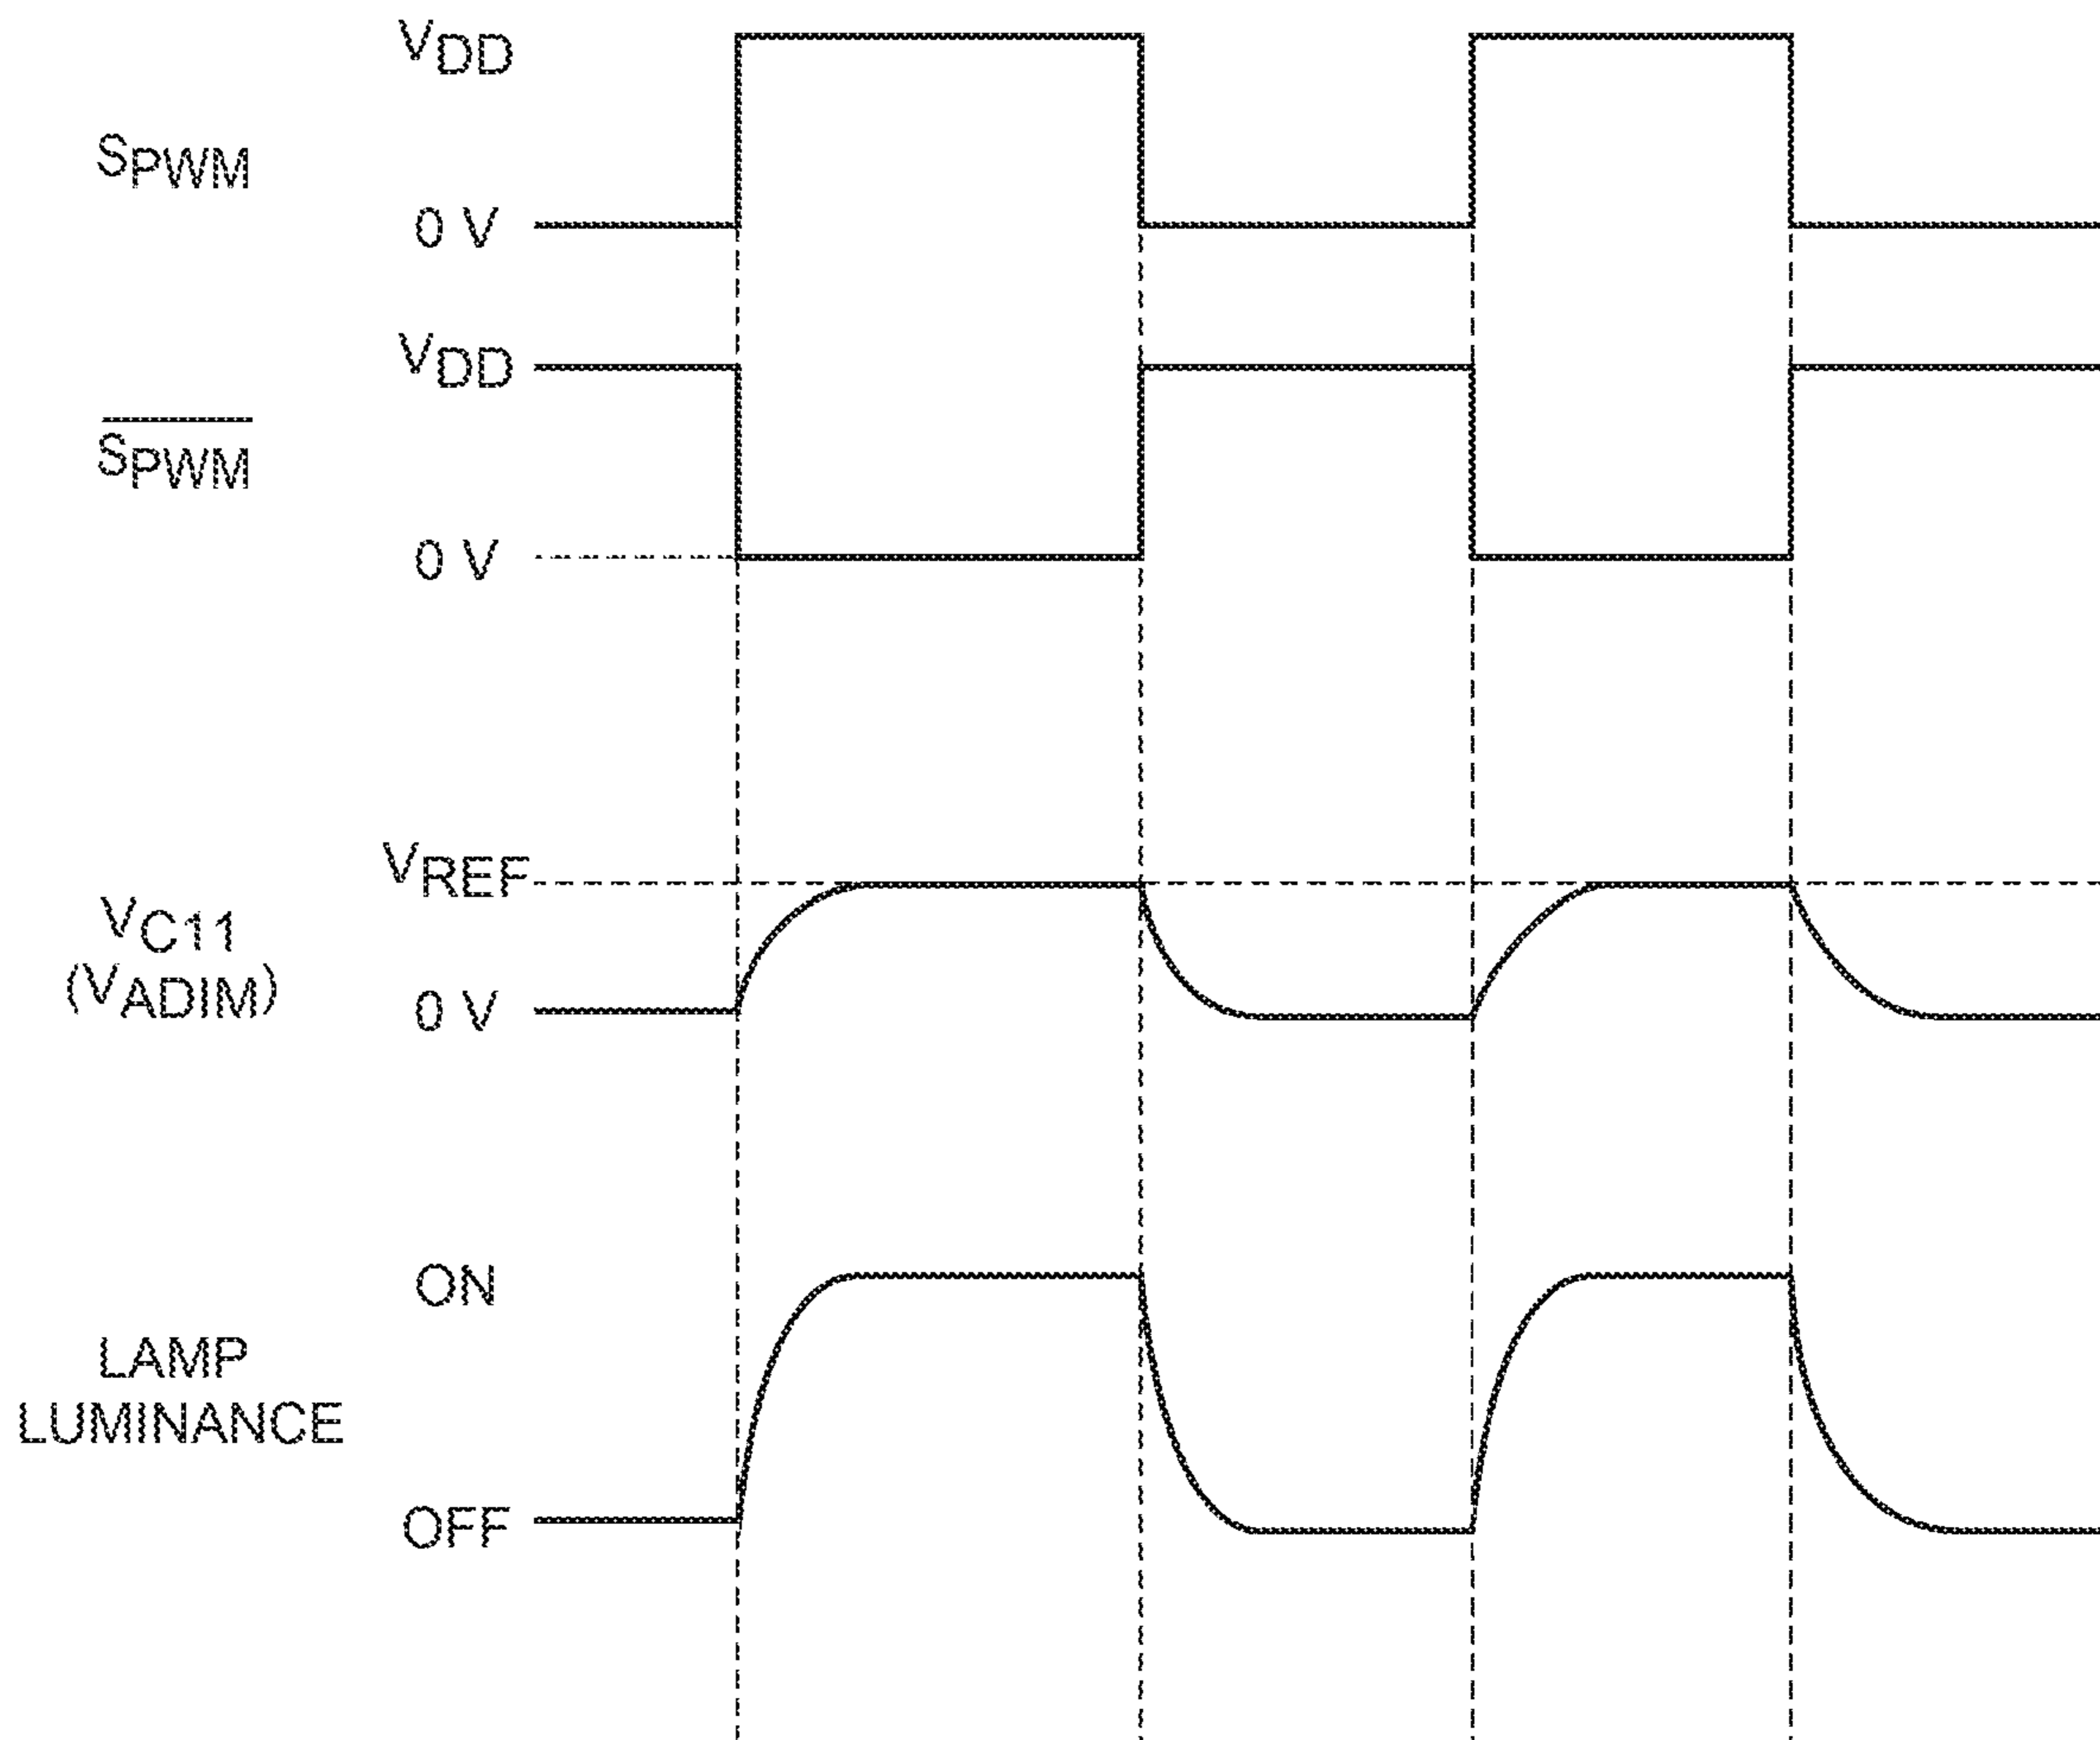 VDD
SPWM
0 V
VDD
SPWM
0 V
VREF
VC11
(VADIM)
0 V
ON
LAMP
LUMINANCE
OFF